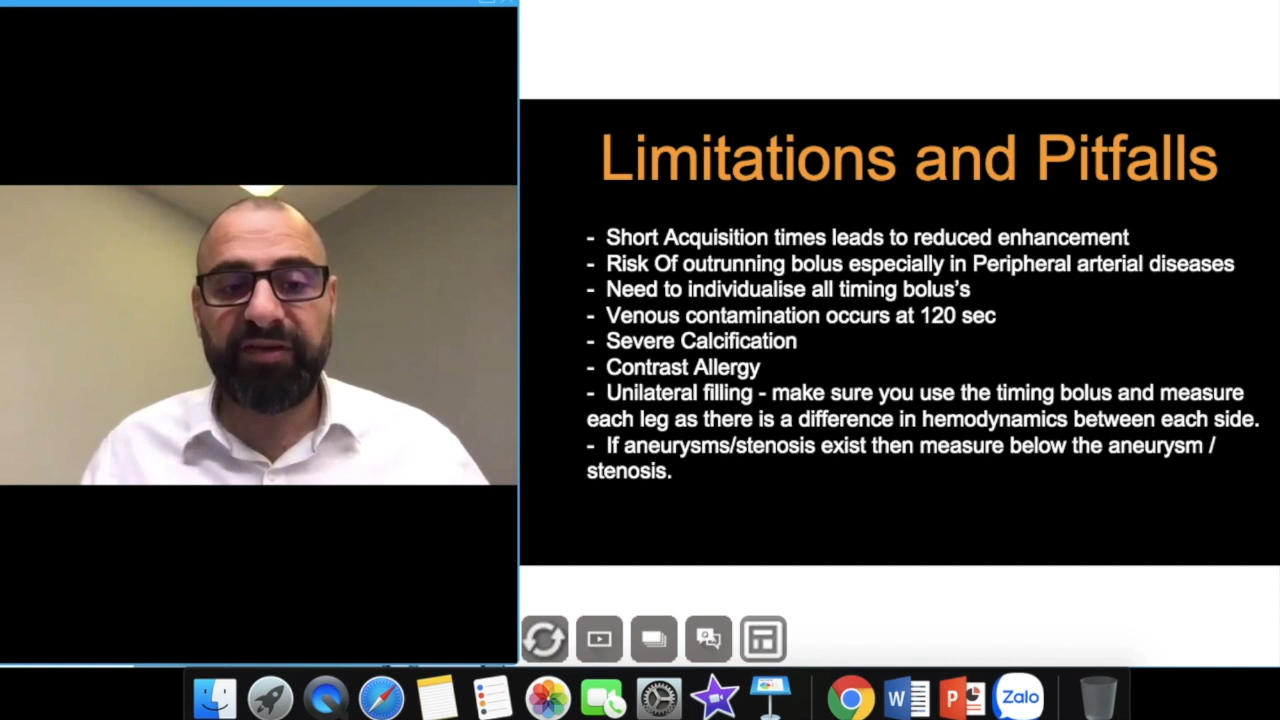 Limitations and Pitfalls
- Short Acquisition times leads to reduced enhancement
- Risk Of outrunning bolus especially in Peripheral arterial diseases
- Need to individualise all timing bolus's
- Venous contamination occurs at 120 sec
- Severe Calcification
- Contrast Allergy
- Unilateral filling - make sure you use the timing bolus and measure
each leg as there is a difference in hemodynamics between each side.
- If aneurysms/stenosis exist then measure below the aneurysm /
stenosis.
W
P
Zalo